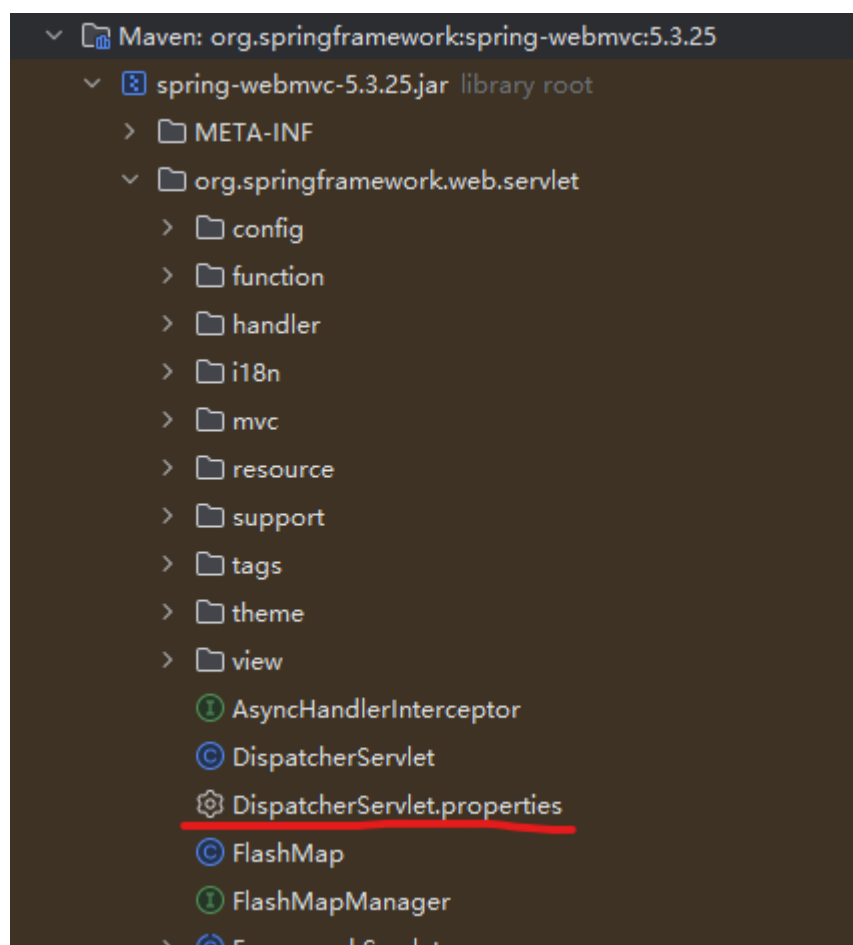 Maven: org.springframework:spring-webmvc:5.3.25
spring-webmvc-5.3.25.jar library root
META-INF
org.springframework.web.servlet
config
function
handler
i18n
mvc
resource
support
tags
theme
view
AsyncHandlerInterceptor
DispatcherServlet
DispatcherServlet.properties
FlashMap
FlashMapManager